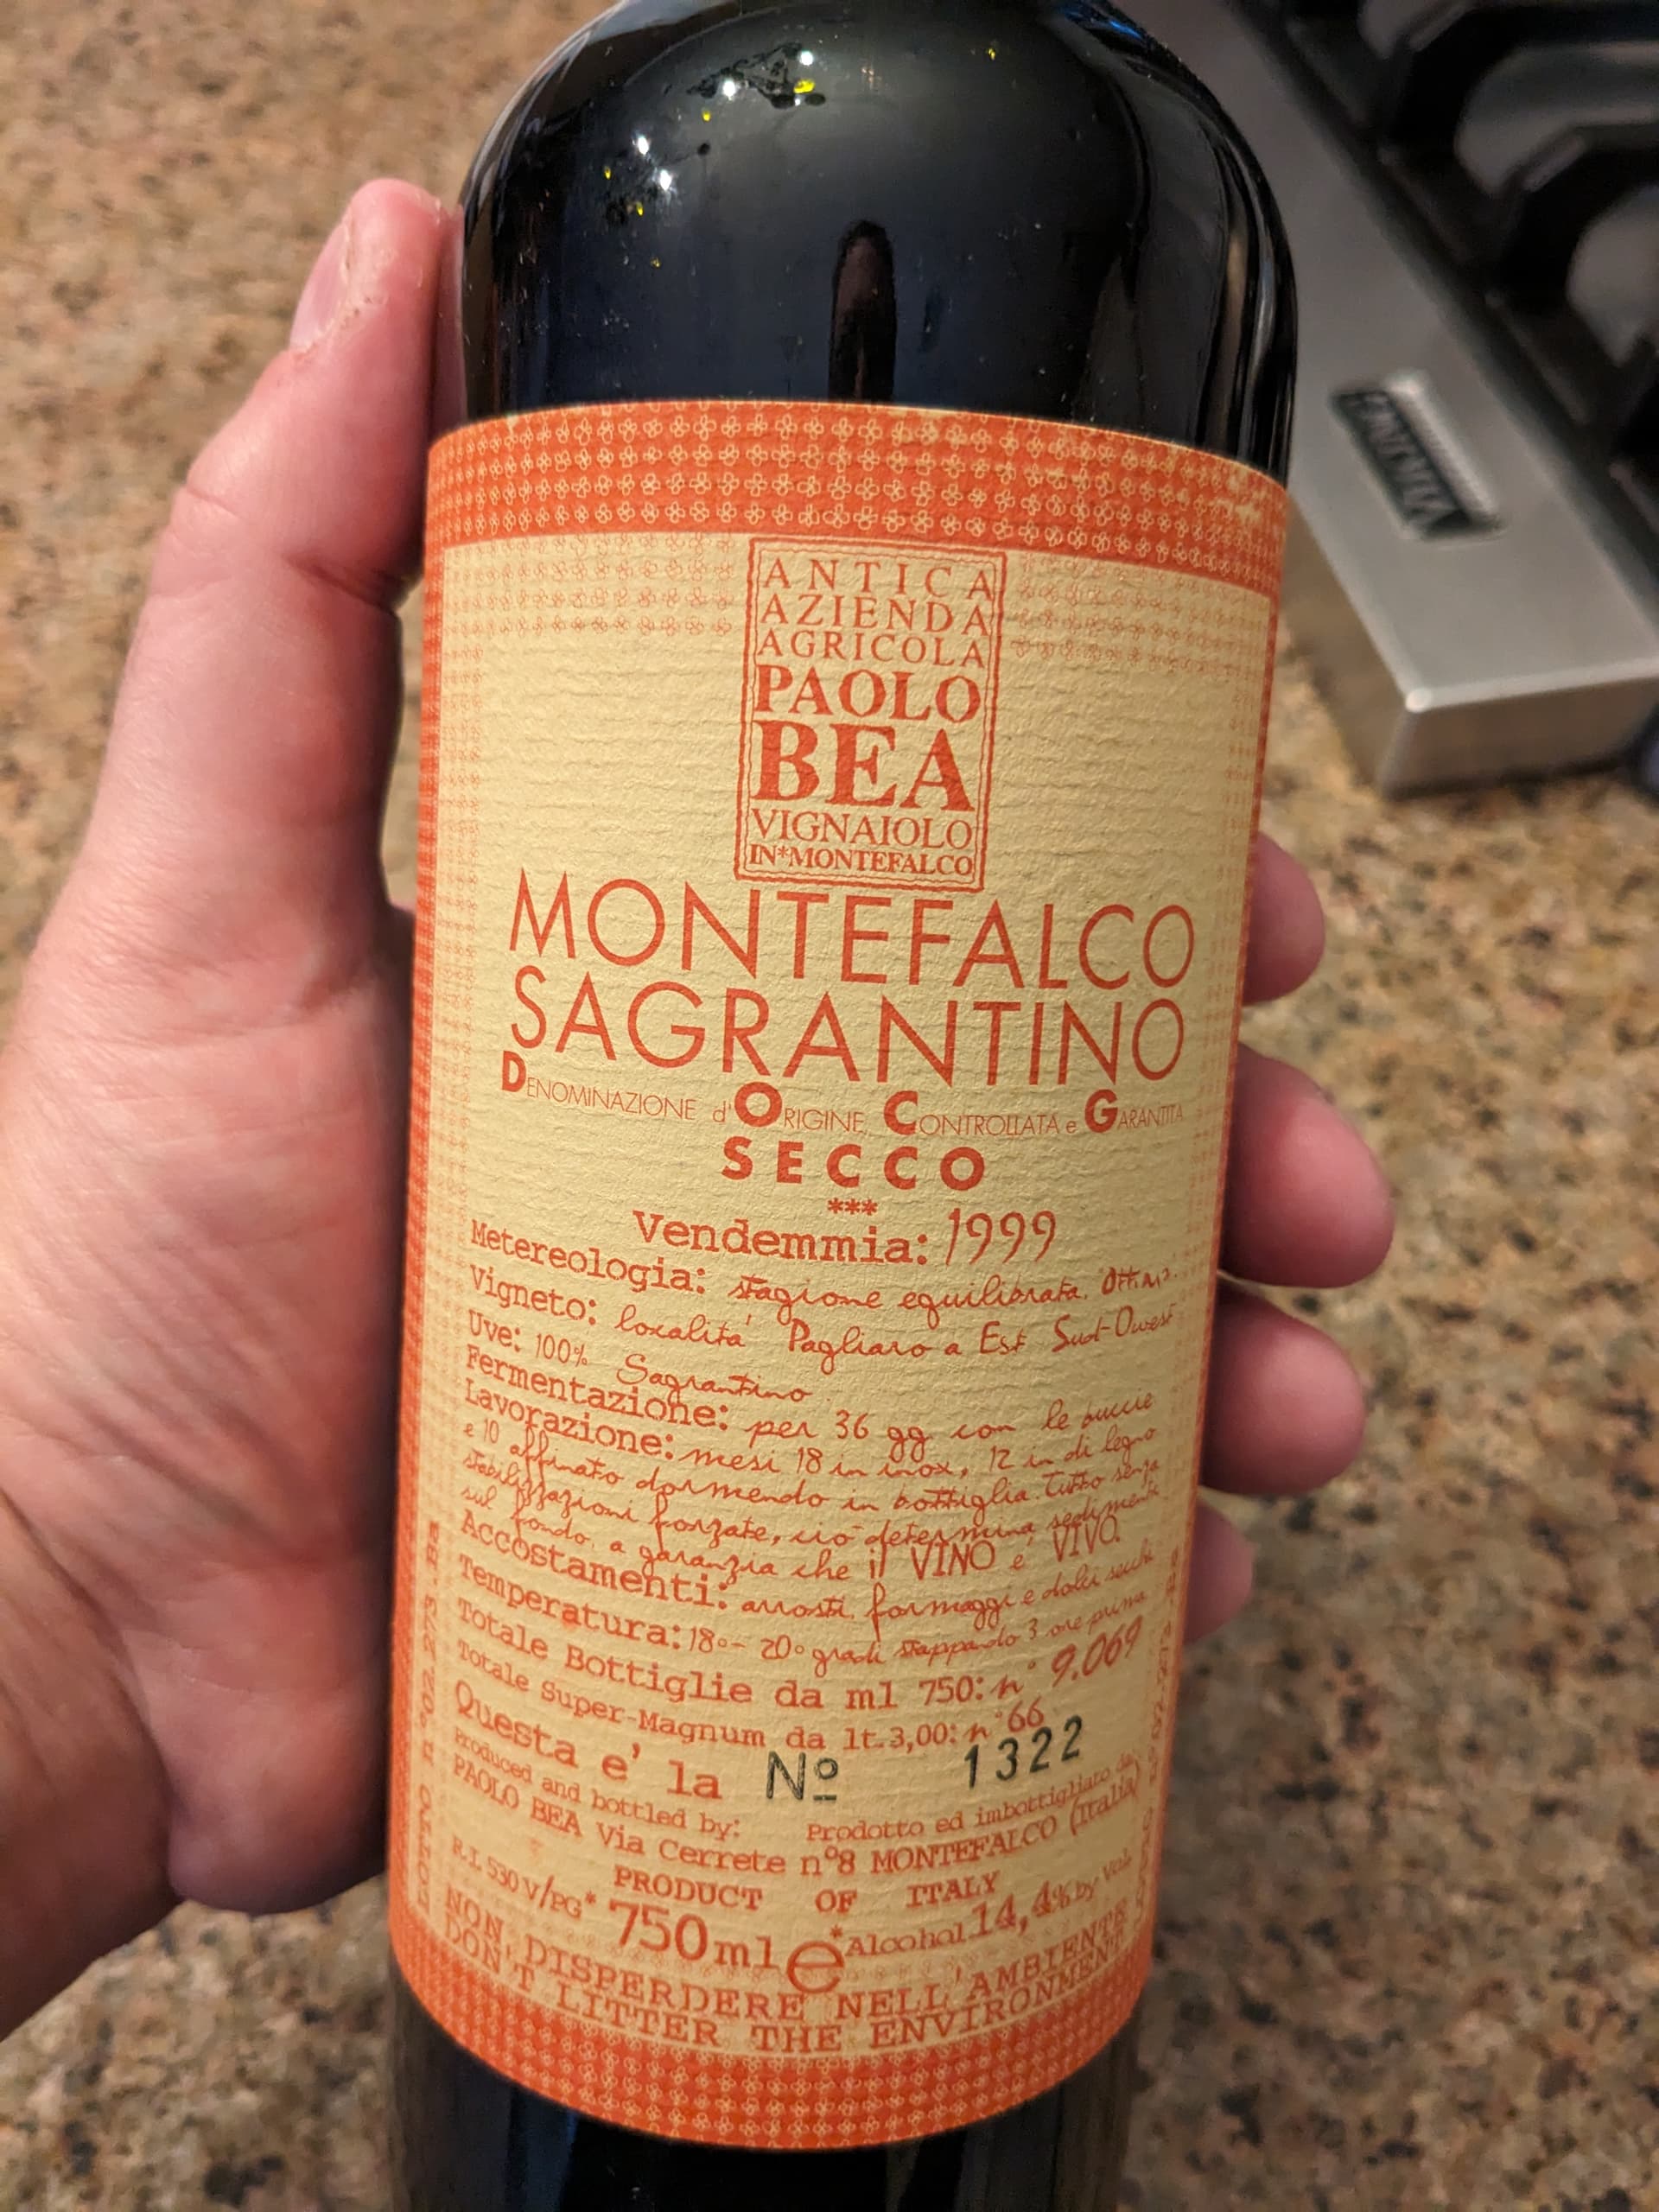 VIKING
ANTICA
AZIENDA
AGRICOLA
PAOLO
BEA
VIGNAIOLO
IN*MONTEFALCO
MONTEFALCO
SAGRANTINO
DENOMINAZIONE d'ORIGINE CONTROLLATA e GARANTITA
SECCO
***
Vendemmia: 1999
Metereologia: stagione equilibrata.
Vigneto: località Pagliaro a Est Sud-Ovest
Uve: 100% Sagrantino
Fermentazione: per 36 gg con le bucce
Lavorazione: mesi 18 in inox, 12 in di legno
e 10 affinato dormendo in bottiglia. tutto senza
stabilizzazioni forzate, ciò determina sedimenti
sul fondo, a garanzia che il VINO e' VIVO.
Accostamenti: arrosti, formaggi e dolci secchi
Temperatura: 18°- 20° gradi stappando 3 ore prima
Totale Bottiglie da ml 750: n° 9.069
Totale Super-Magnum da lt.3,00: n°66
Questa e' la Nº 1322
Produced and bottled by: Prodotto ed imbottigliato da:
PAOLO BEA Via Cerrete n°8 MONTEFALCO (Italia)
PRODUCT OF ITALY
R.I. 530 V/PG* 750ml e *Alcohol 14,4% by Vol.
NON DISPERDERE NELL'AMBIENTE
DON'T LITTER THE ENVIRONMENT